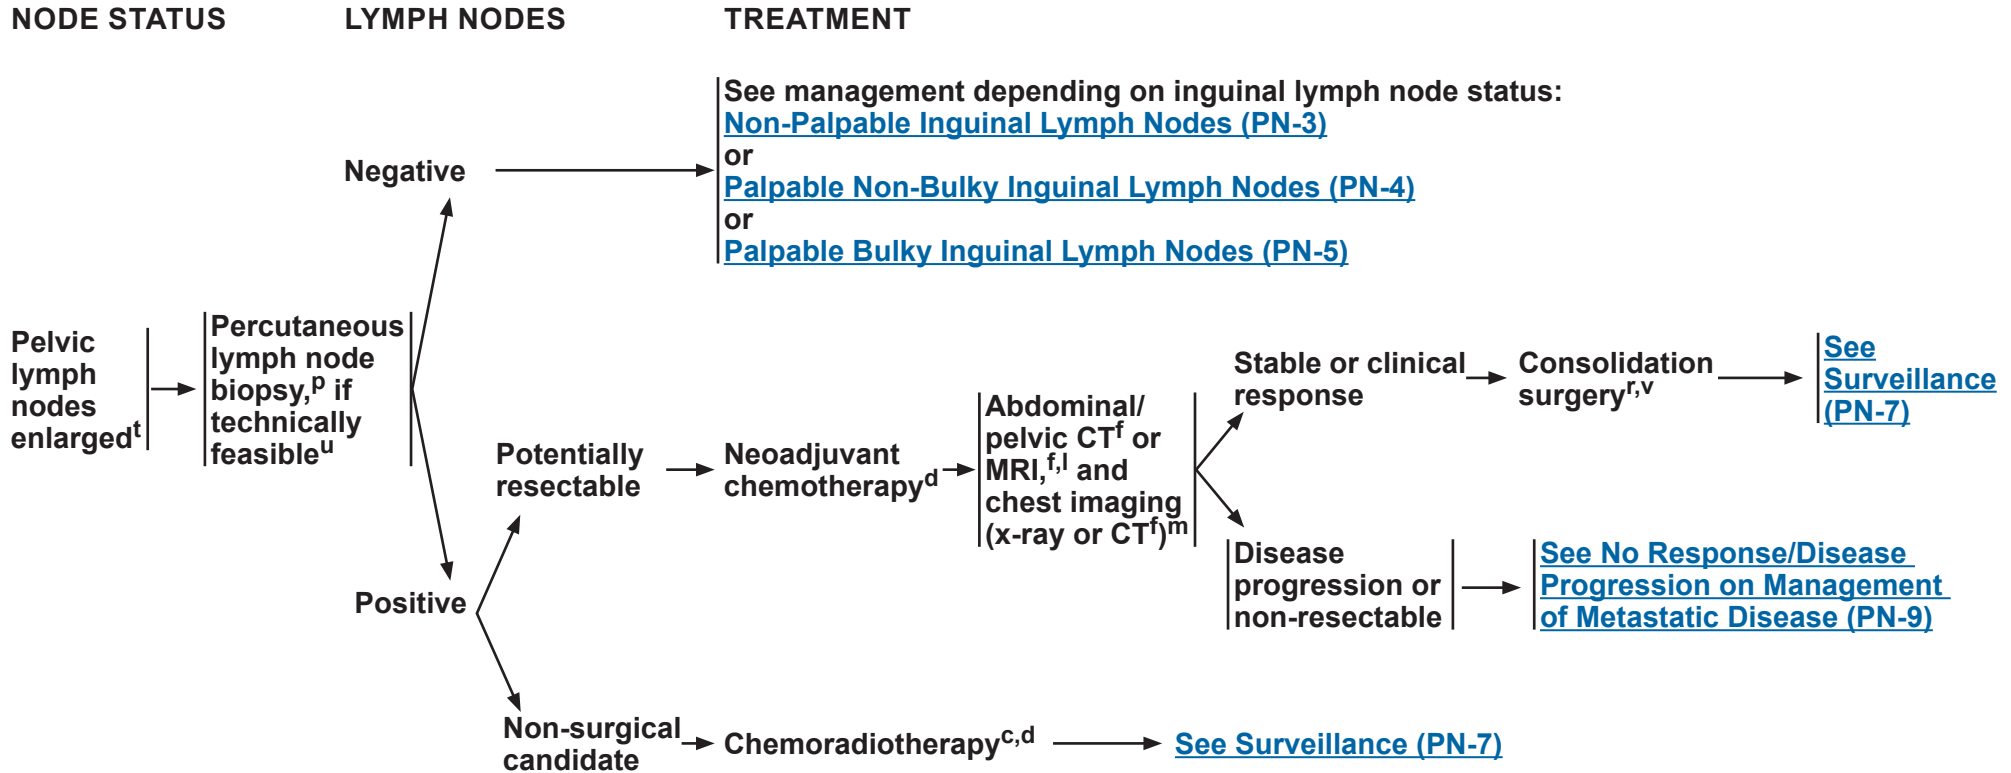 NODE STATUS
LYMPH NODES
TREATMENT
See management depending on inguinal lymph node status:
Non-Palpable Inguinal Lymph Nodes (PN-3)
or
Palpable Non-Bulky Inguinal Lymph Nodes (PN-4)
or
Palpable Bulky Inguinal Lymph Nodes (PN-5)
Negative
Pelvic
lymph
nodes
enlargedt
Percutaneous
lymph node
biopsy,p if
technically
feasibleu
Positive
Potentially
resectable
Neoadjuvant
chemotherapyd
Abdominal/
pelvic CTf or
MRI,f,l and
chest imaging
(x-ray or CTf)m
Stable or clinical
response
Consolidation
surgeryr,v
See
Surveillance
(PN-7)
Disease
progression or
non-resectable
See No Response/Disease
Progression on Management
of Metastatic Disease (PN-9)
Non-surgical
candidate
Chemoradiotherapyc,d
See Surveillance (PN-7)